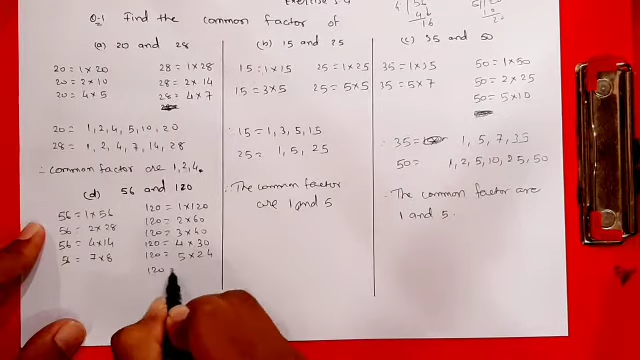 Exercise 3.4
Q.1 Find the common factor of
(a) 20 and 28
20 = 1×20 28 = 1×28
20 = 2×10 28 = 2×14
20 = 4×5 28 = 4×7
20 = 1,2,4,5,10,20
28 = 1,2,4,7,14,28
∴ common factor are 1,2,4.
(b) 15 and 25
15 = 1×15 25 = 1×25
15 = 3×5 25 = 5×5
∴ 15 = 1,3,5,15
25 = 1,5,25
∴ The common factor
are 1 and 5
(c) 35 and 50
35 = 1×35 50 = 1×50
35 = 5×7 50 = 2×25
50 = 5×10
∴ 35 = 1,5,7,35
50 = 1,2,5,10,25,50
∴ The common factor are
1 and 5.
(d) 56 and 120
56 = 1×56 120 = 1×120
56 = 2×28 120 = 2×60
56 = 4×14 120 = 3×40
= 7×8 120 = 4×30
120 = 5×24
120